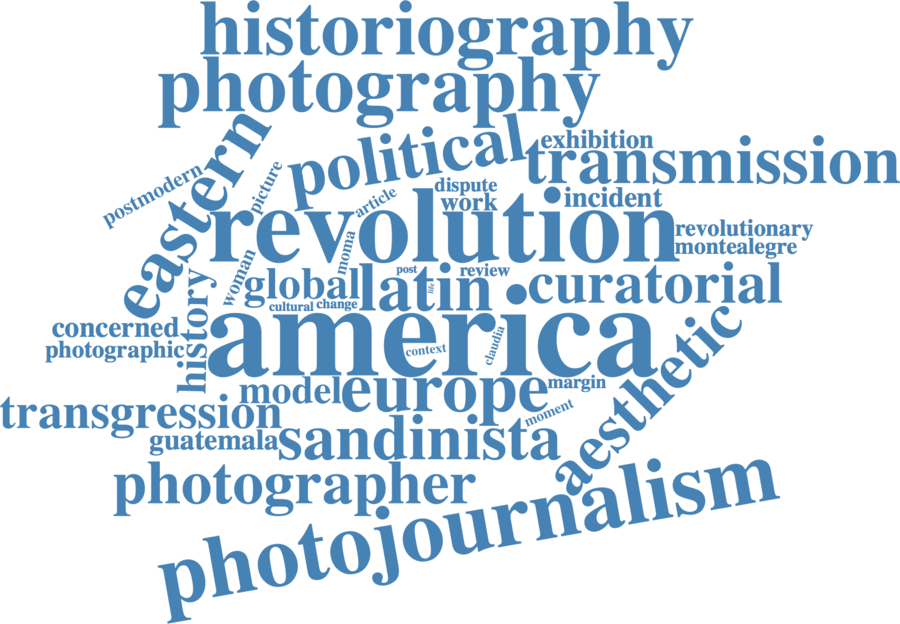 historiography
photography
eastern
political
exhibition
transmission
postmodern
picture
article
dispute
work
incident
revolution
revolutionary
montealegre
woman
moma
global
post
review
latin
life
curatorial
cultural
change
history
concerned
photographic
america
context
claudia
aesthetic
model
europe
margin
transgression
moment
guatemala
sandinista
photographer
photojournalism